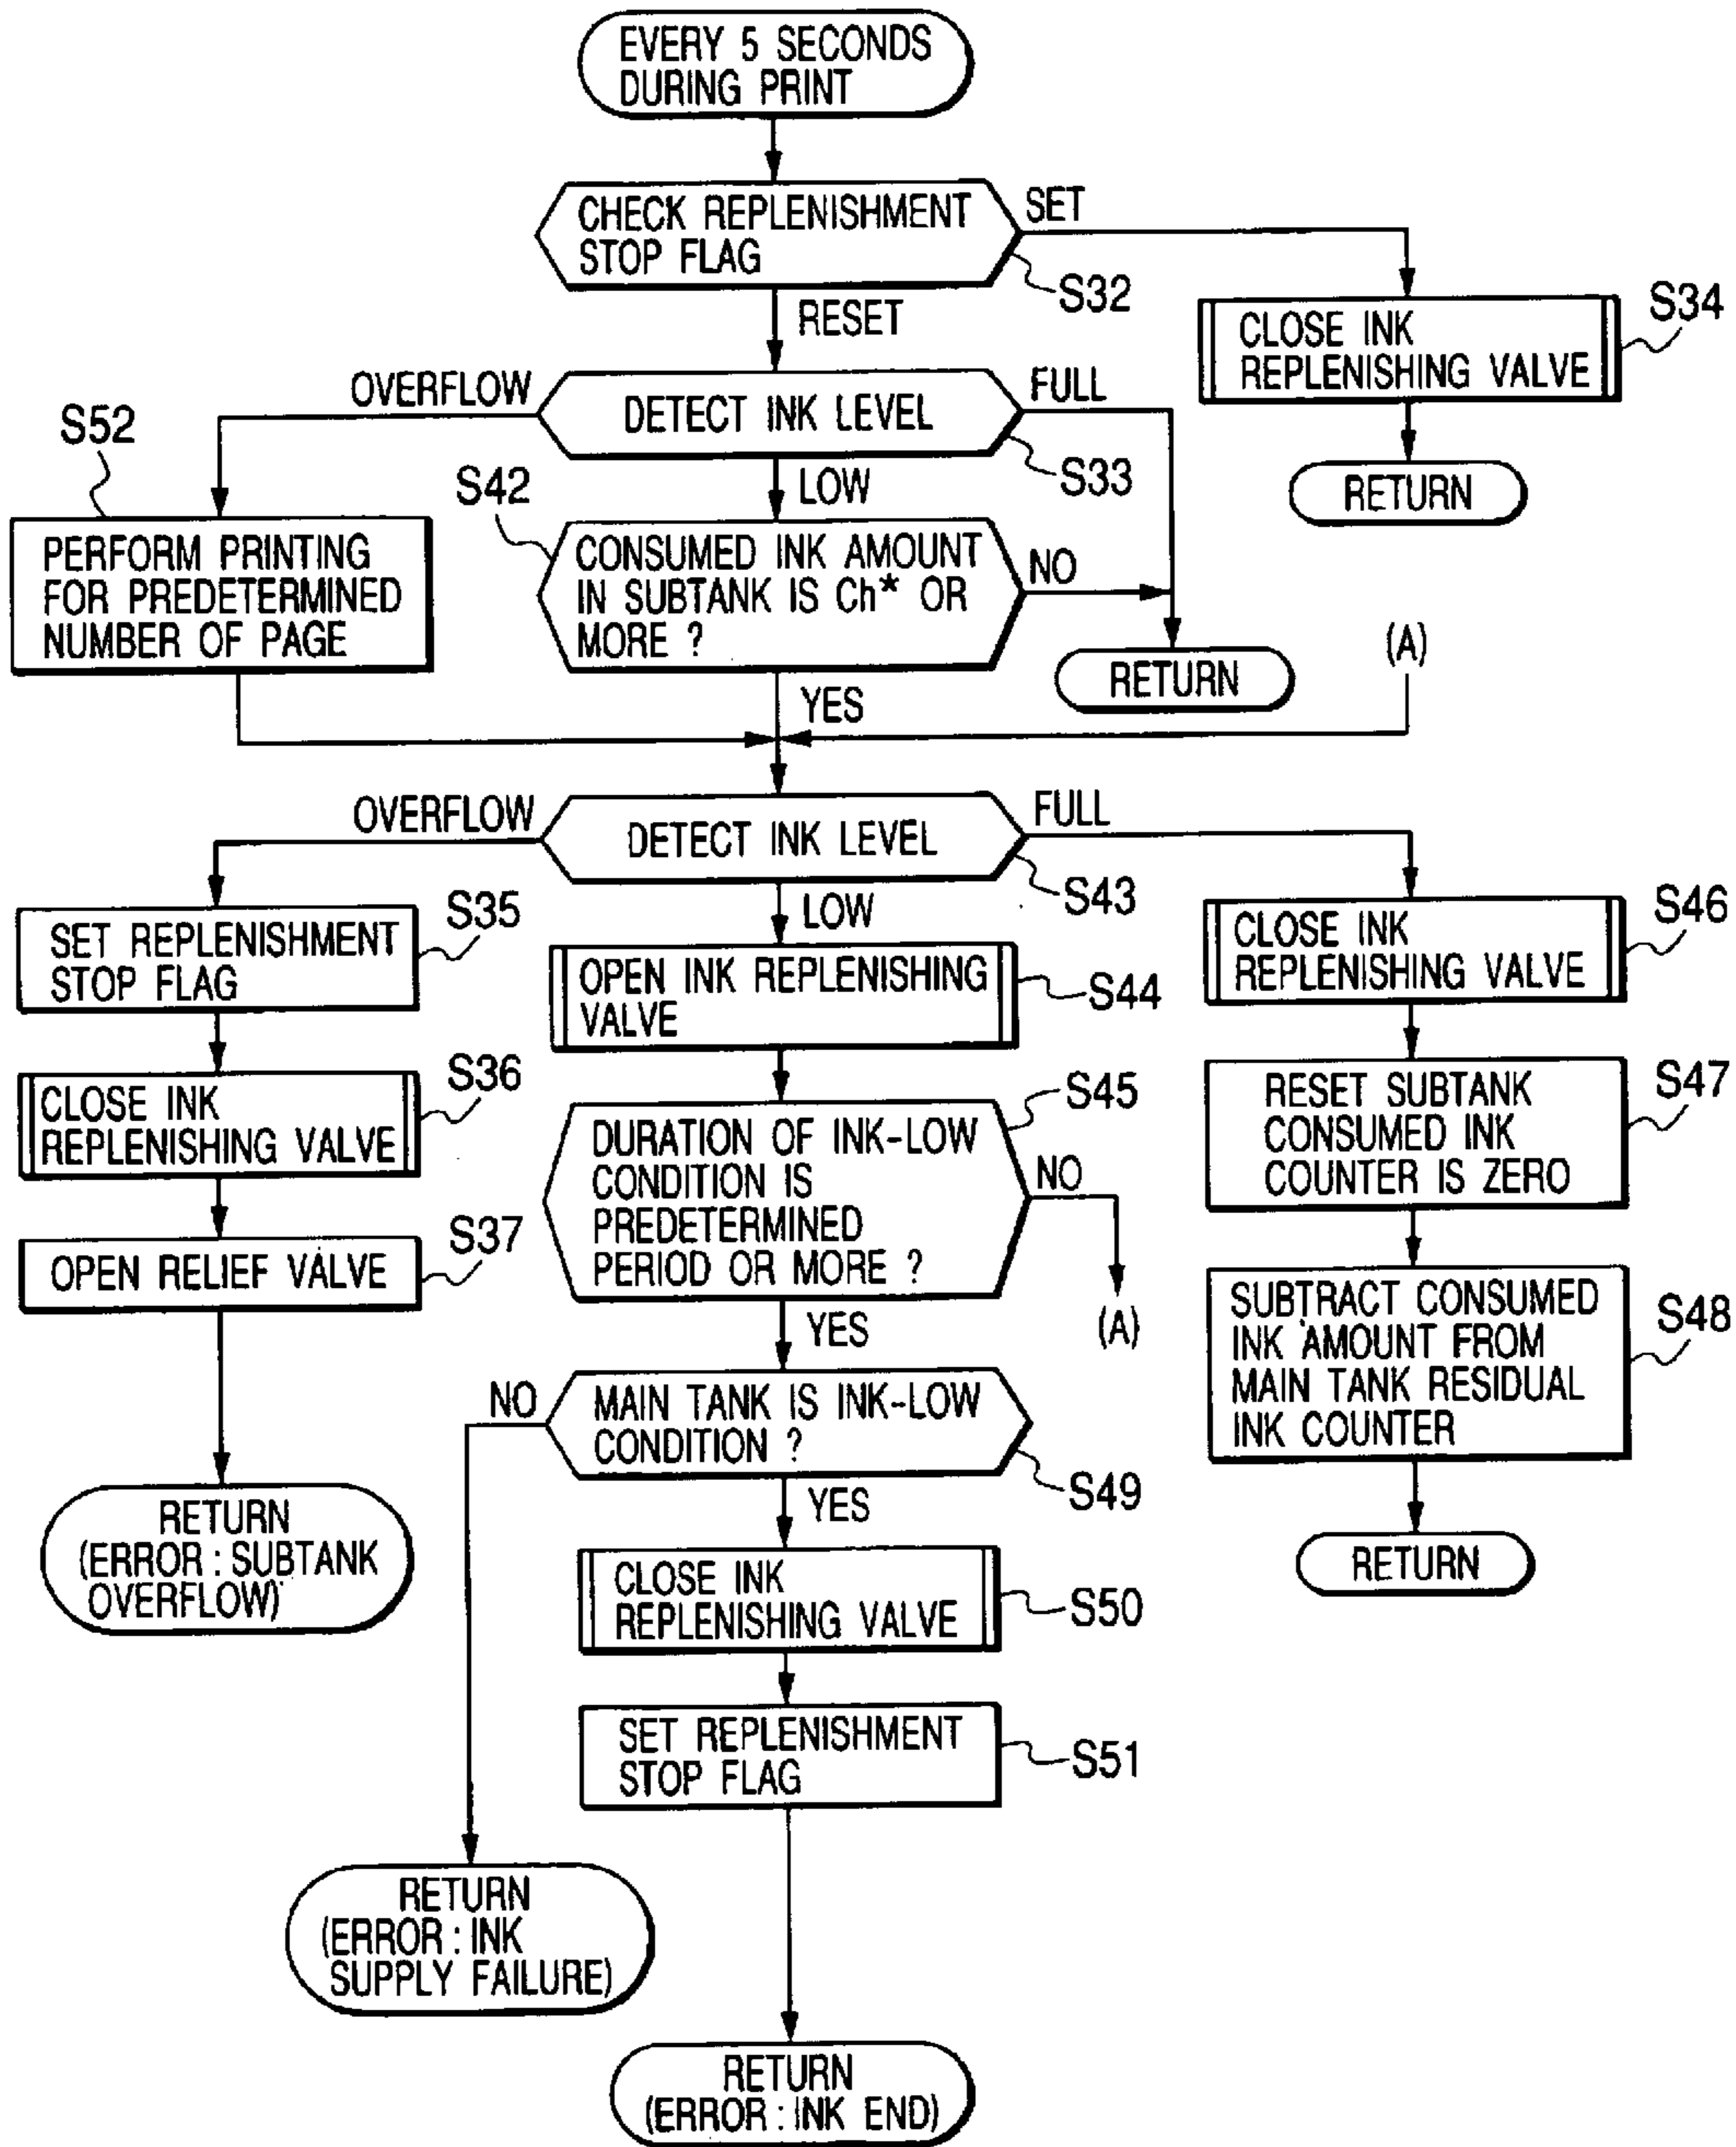 EVERY 5 SECONDS
DURING PRINT
CHECK REPLENISHMENT
STOP FLAG
SET
S32
RESET
CLOSE INK
REPLENISHING VALVE
S34
RETURN
OVERFLOW
DETECT INK LEVEL
FULL
S33
LOW
S52
PERFORM PRINTING
FOR PREDETERMINED
NUMBER OF PAGE
S42
CONSUMED INK AMOUNT
IN SUBTANK IS Ch* OR
MORE ?
NO
RETURN
(A)
YES
OVERFLOW
DETECT INK LEVEL
FULL
S43
LOW
SET REPLENISHMENT
STOP FLAG
S35
CLOSE INK
REPLENISHING VALVE
S36
OPEN RELIEF VALVE
S37
RETURN
(ERROR : SUBTANK
OVERFLOW)
OPEN INK REPLENISHING
VALVE
S44
DURATION OF INK-LOW
CONDITION IS
PREDETERMINED
PERIOD OR MORE ?
S45
NO
(A)
YES
NO
MAIN TANK IS INK-LOW
CONDITION ?
S49
YES
CLOSE INK
REPLENISHING VALVE
S50
SET REPLENISHMENT
STOP FLAG
S51
RETURN
(ERROR : INK
SUPPLY FAILURE)
RETURN
(ERROR : INK END)
CLOSE INK
REPLENISHING VALVE
S46
RESET SUBTANK
CONSUMED INK
COUNTER IS ZERO
S47
SUBTRACT CONSUMED
INK AMOUNT FROM
MAIN TANK RESIDUAL
INK COUNTER
S48
RETURN